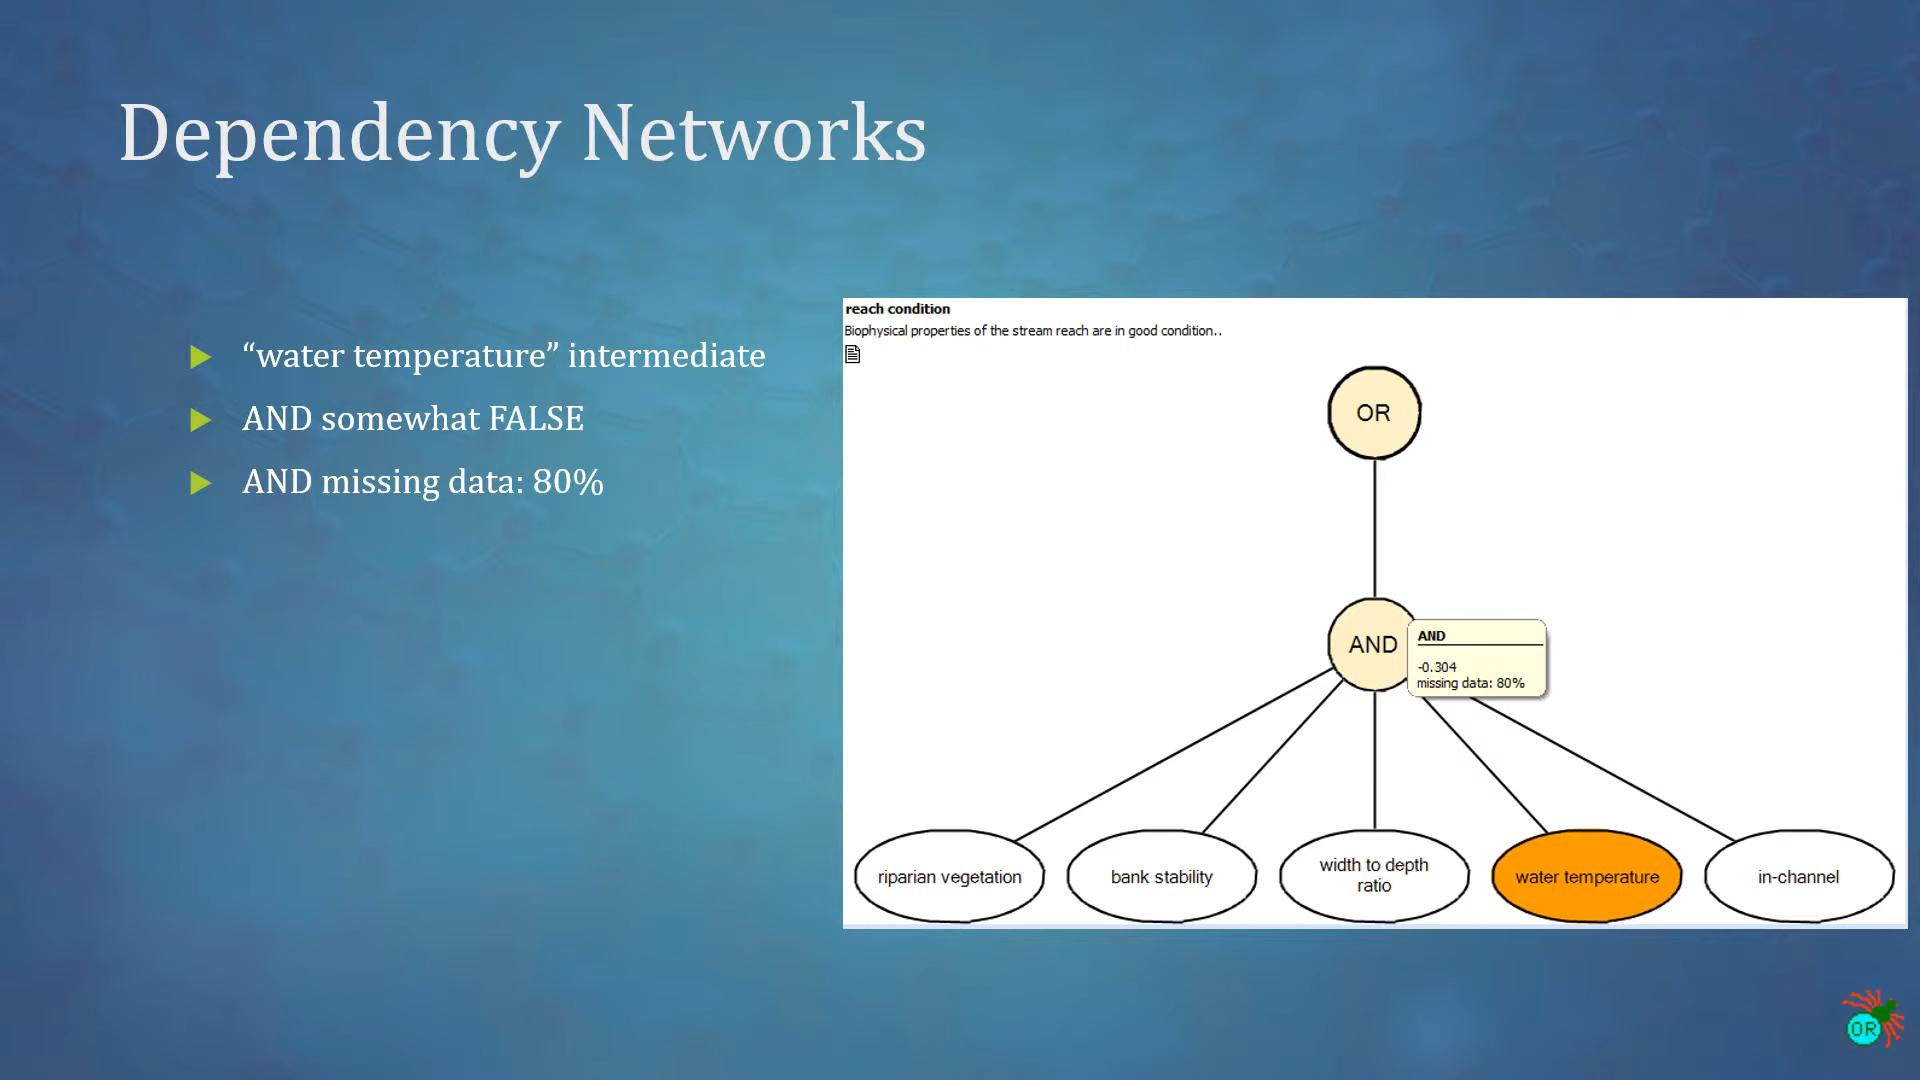 Dependency Networks
“water temperature” intermediate
AND somewhat FALSE
AND missing data: 80%
reach condition
Biophysical properties of the stream reach are in good condition..
OR
AND
AND
-0.304
missing data: 80%
riparian vegetation
bank stability
width to depth
ratio
water temperature
in-channel
OR